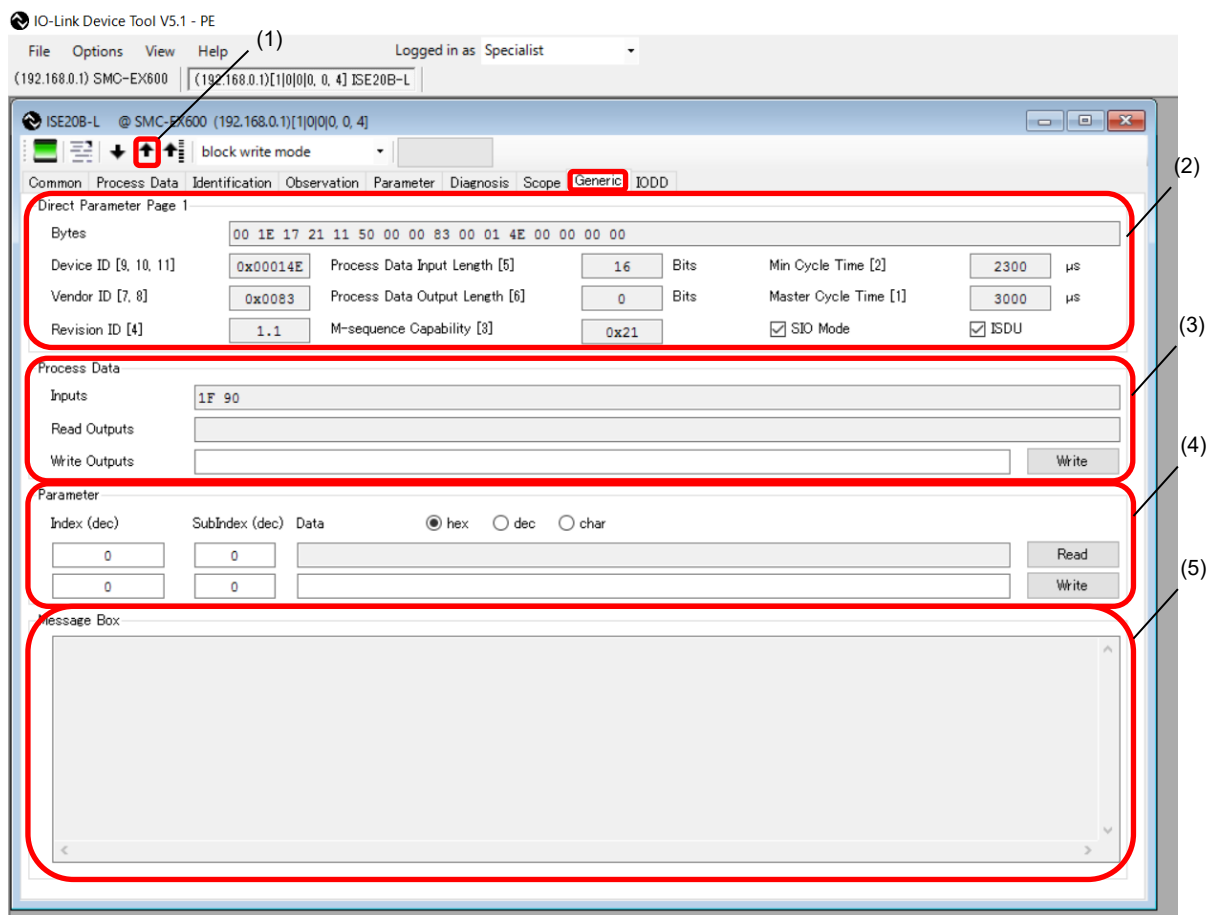 IO-Link Device Tool V5.1 - PE
File Options View Help (1) Logged in as Specialist
(192.168.0.1) SMC-EX600 (192.168.0.1)[1|0|0|0, 0, 4] ISE20B-L
ISE20B-L @ SMC-EX600 (192.168.0.1)[1|0|0|0, 0, 4]
block write mode
Common Process Data Identification Observation Parameter Diagnosis Scope Generic IODD
(2)
Direct Parameter Page 1
Bytes 00 1E 17 21 11 50 00 00 83 00 01 4E 00 00 00 00
Device ID [9, 10, 11] 0x00014E Process Data Input Length [5] 16 Bits Min Cycle Time [2] 2300 µs
Vendor ID [7, 8] 0x0083 Process Data Output Length [6] 0 Bits Master Cycle Time [1] 3000 µs
Revision ID [4] 1.1 M-sequence Capability [3] 0x21 SIO Mode ISDU
(3)
Process Data
Inputs 1F 90
Read Outputs
(4)
Write Outputs Write
Parameter
Index (dec) SubIndex (dec) Data hex dec char
0 0 Read
(5)
0 0 Write
Message Box